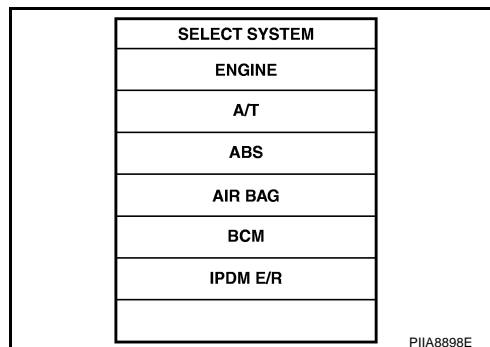 SELECT SYSTEM
ENGINE
A/T
ABS
AIR BAG
BCM
IPDM E/R
PIIA8898E